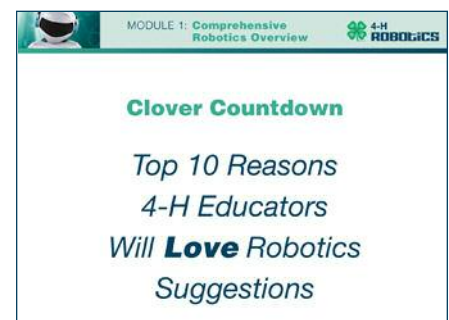 MODULE 1: Comprehensive
Robotics Overview
4-H
ROBOTICS
Clover Countdown
Top 10 Reasons
4-H Educators
Will Love Robotics
Suggestions